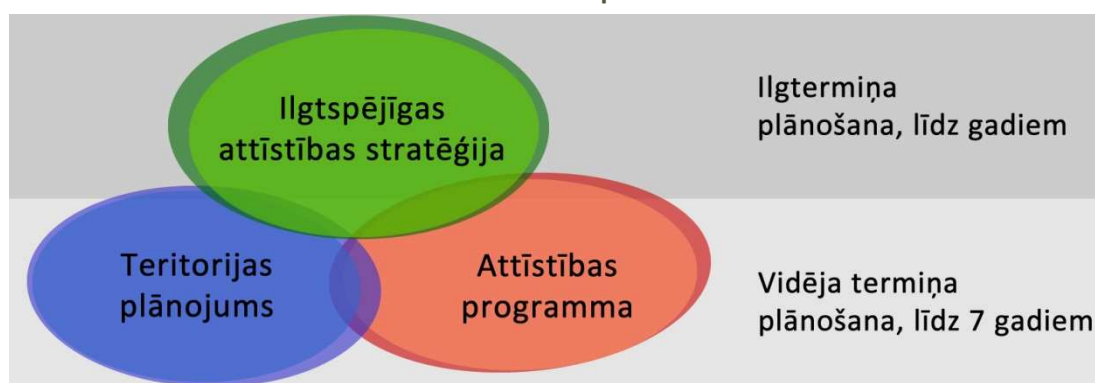 Ilgtspējīgas
attīstības stratēģija
Ilgtermiņa
plānošana, līdz gadiem
Teritorijas
plānojums
Attīstības
programma
Vidēja termiņa
plānošana, līdz 7 gadiem